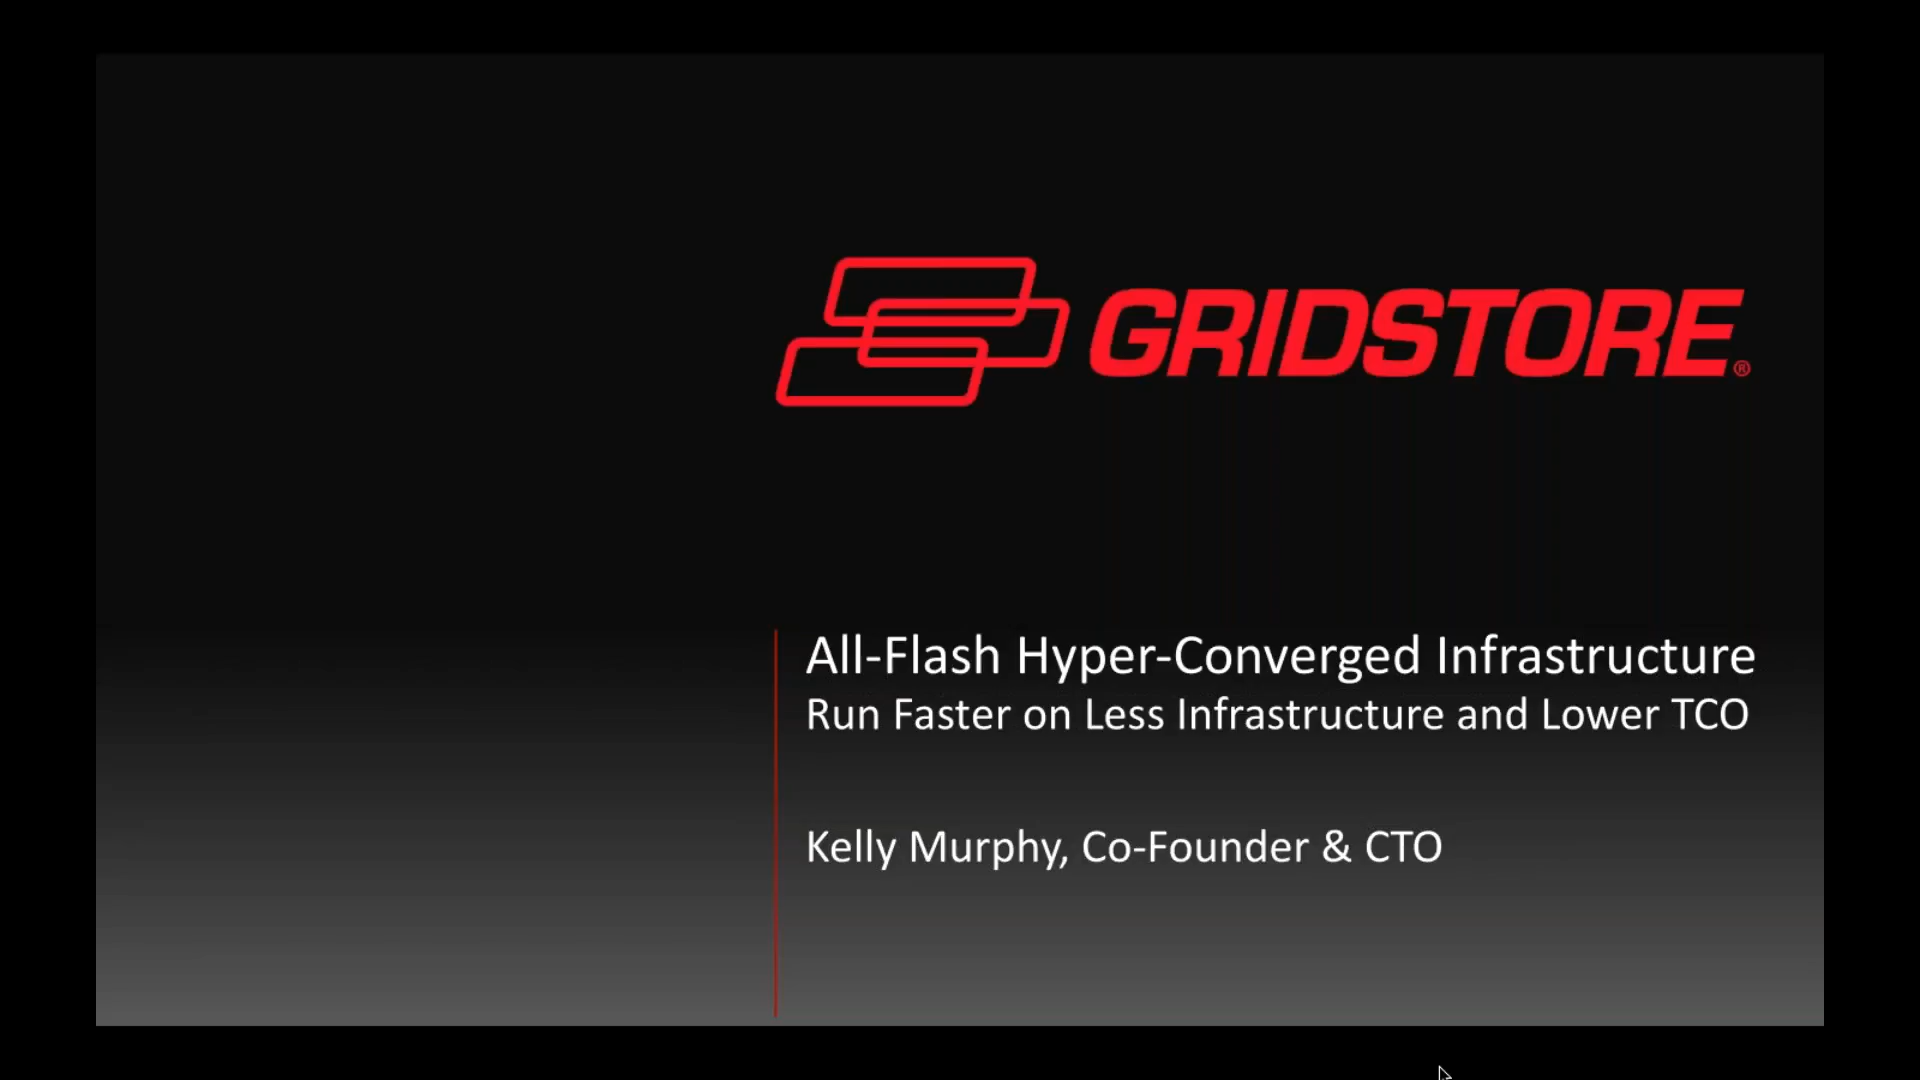 GRIDSTORE®
All-Flash Hyper-Converged Infrastructure
Run Faster on Less Infrastructure and Lower TCO
Kelly Murphy, Co-Founder & CTO